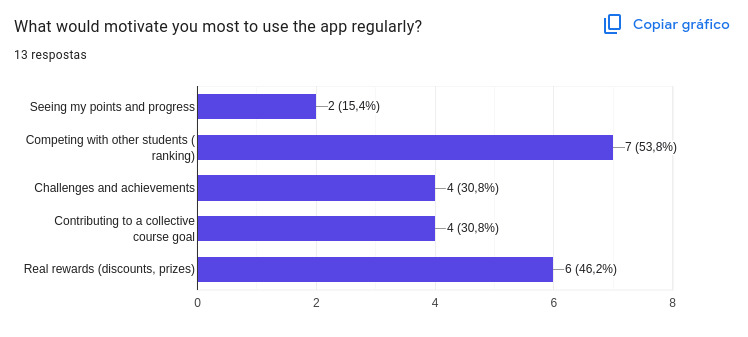 What would motivate you most to use the app regularly?
Copiar gráfico
13 respostas
Seeing my points and progress
2 (15,4%)
Competing with other students (
ranking)
7 (53,8%)
Challenges and achievements
4 (30,8%)
Contributing to a collective
course goal
4 (30,8%)
Real rewards (discounts, prizes)
6 (46,2%)
0 2 4 6 8